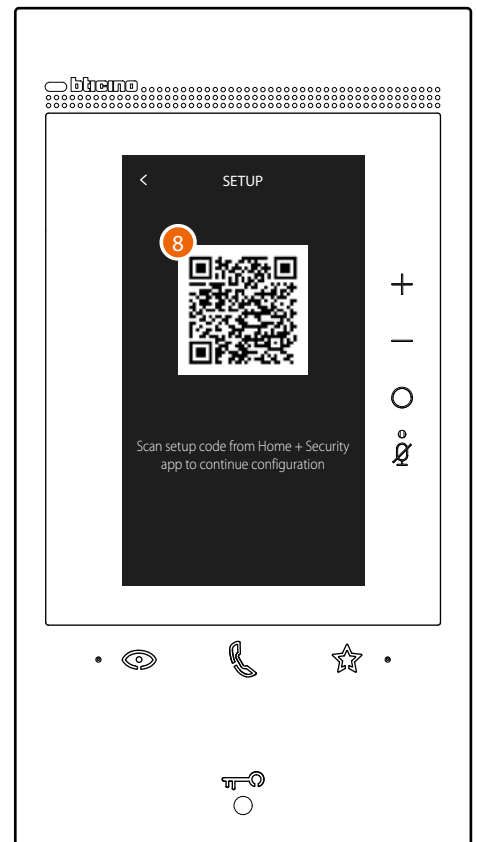 bticino
SETUP
8
Scan setup code from Home + Security
app to continue configuration